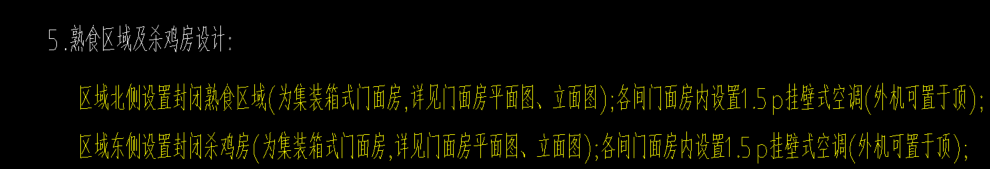 5.熟食区域及杀鸡房设计:
区域北侧设置封闭熟食区域(为集装箱式门面房,详见门面房平面图、立面图);各间门面房内设置1.5p挂壁式空调(外机可置于顶);
区域东侧设置封闭杀鸡房(为集装箱式门面房,详见门面房平面图、立面图);各间门面房内设置1.5p挂壁式空调(外机可置于顶);